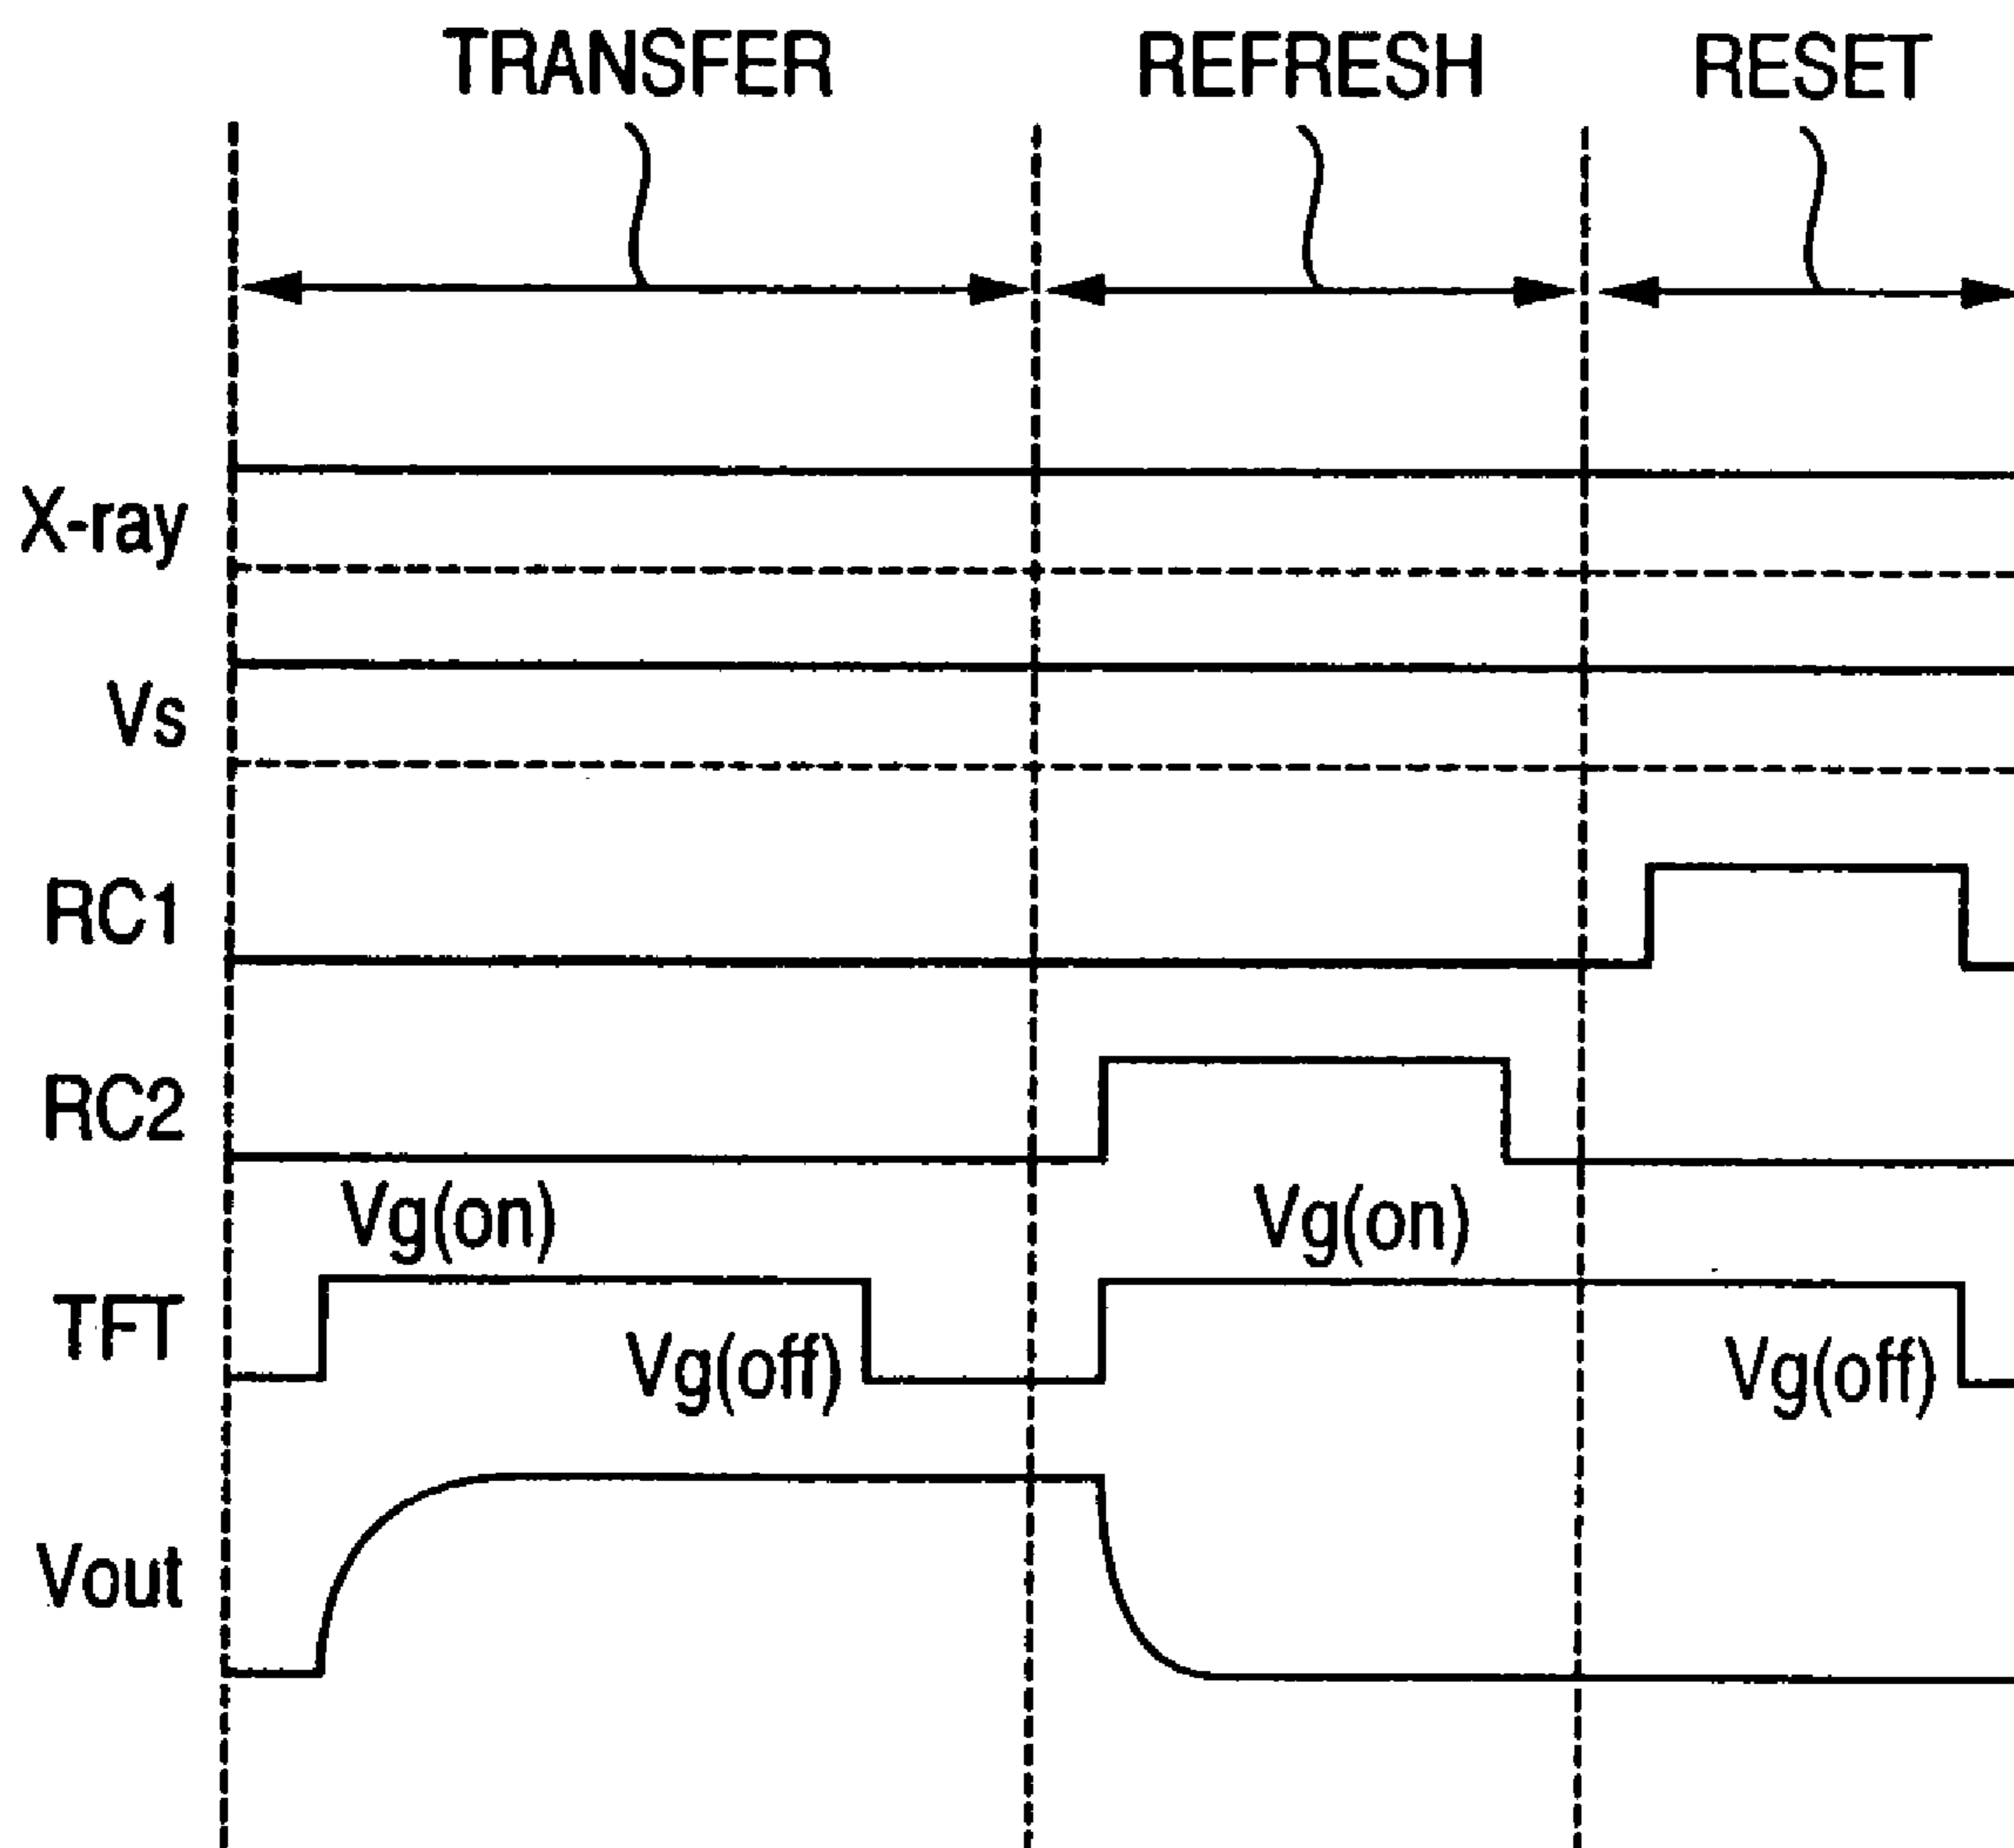 TRANSFER REFRESH RESET
X-ray
Vs
RC1
RC2
Vg(on) Vg(on)
TFT
Vg(off) Vg(off)
Vout